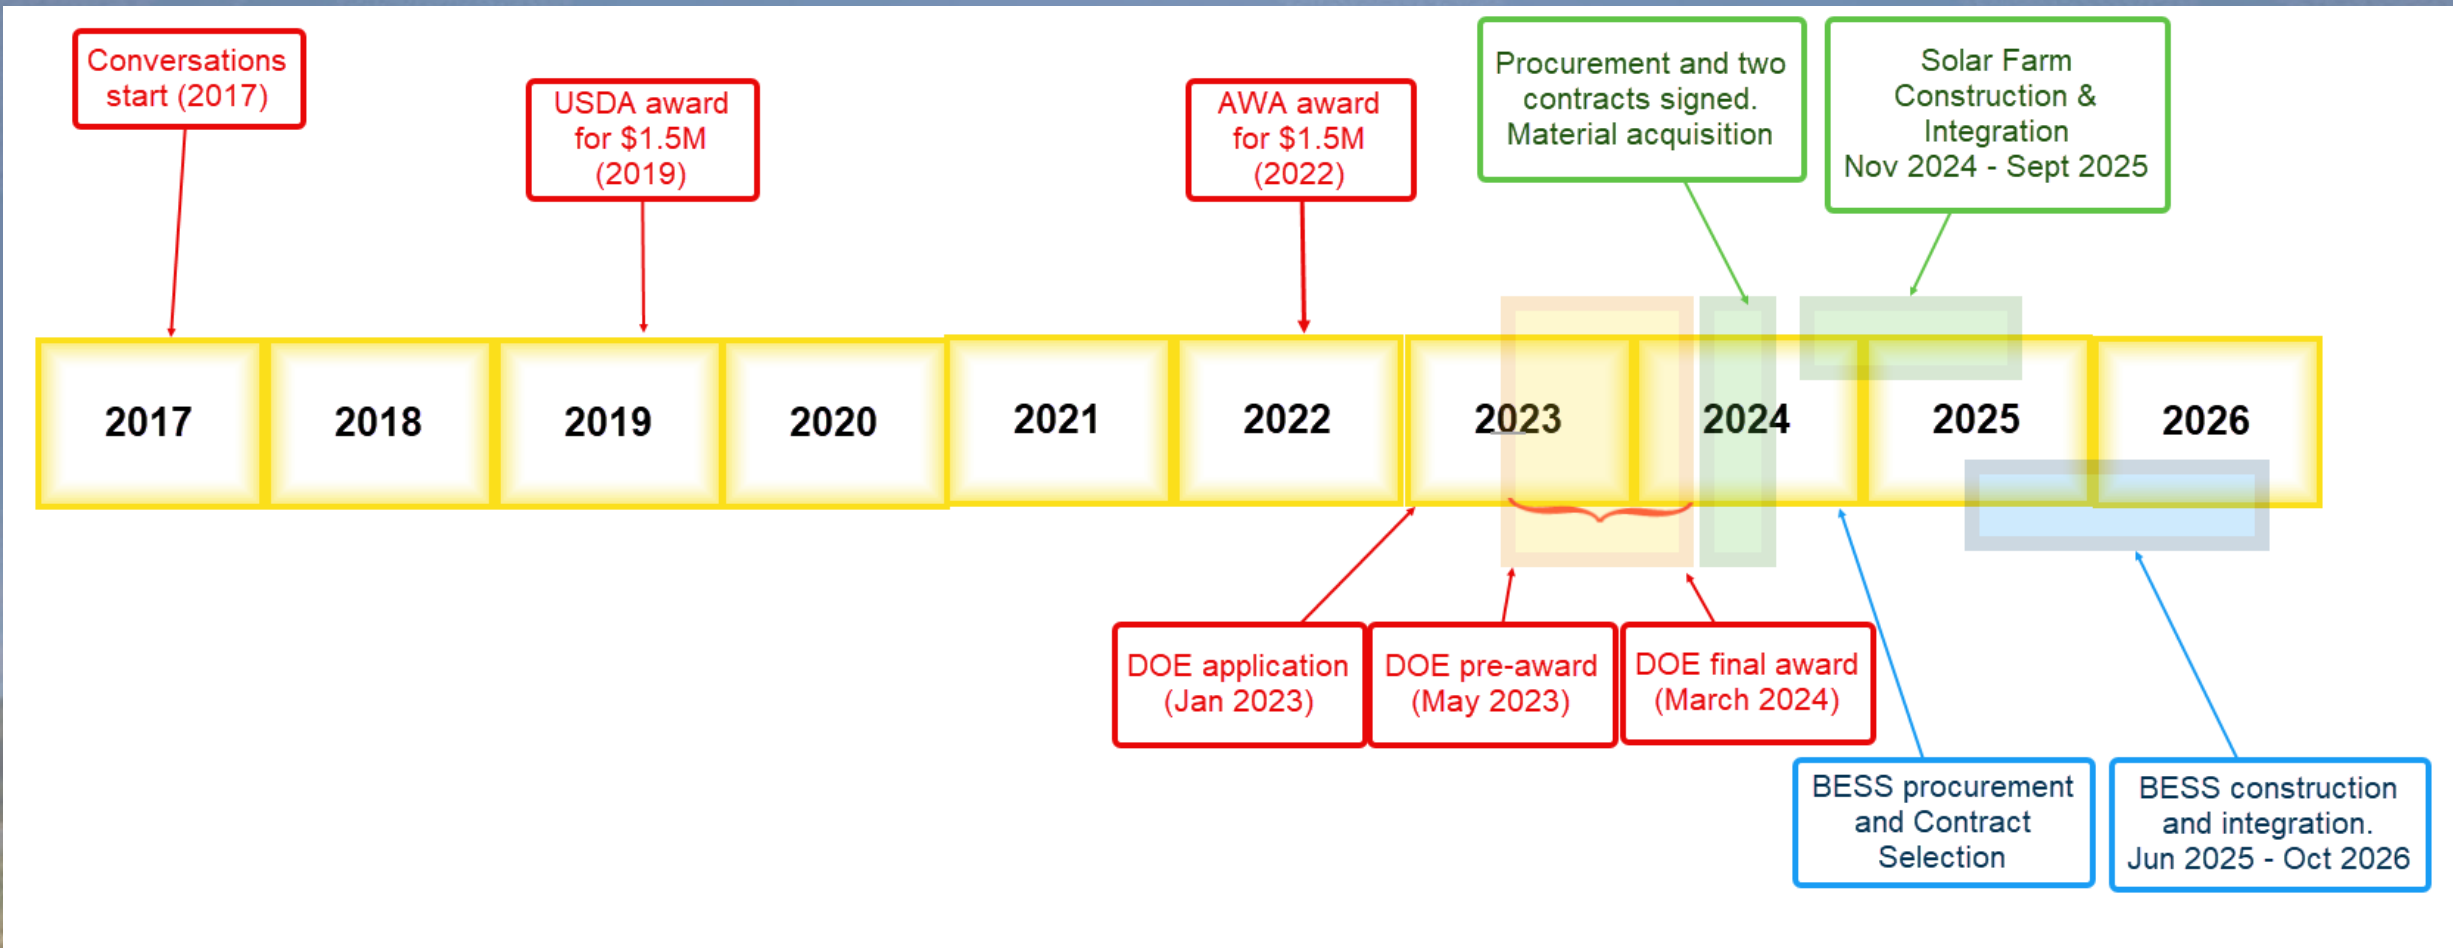 Conversations
start (2017)
USDA award
for $1.5M
(2019)
AWA award
for $1.5M
(2022)
Procurement and two
contracts signed.
Material acquisition
Solar Farm
Construction &
Integration
Nov 2024 - Sept 2025
2017
2018
2019
2020
2021
2022
2023
2024
2025
2026
DOE application
(Jan 2023)
DOE pre-award
(May 2023)
DOE final award
(March 2024)
BESS procurement
and Contract
Selection
BESS construction
and integration.
Jun 2025 - Oct 2026